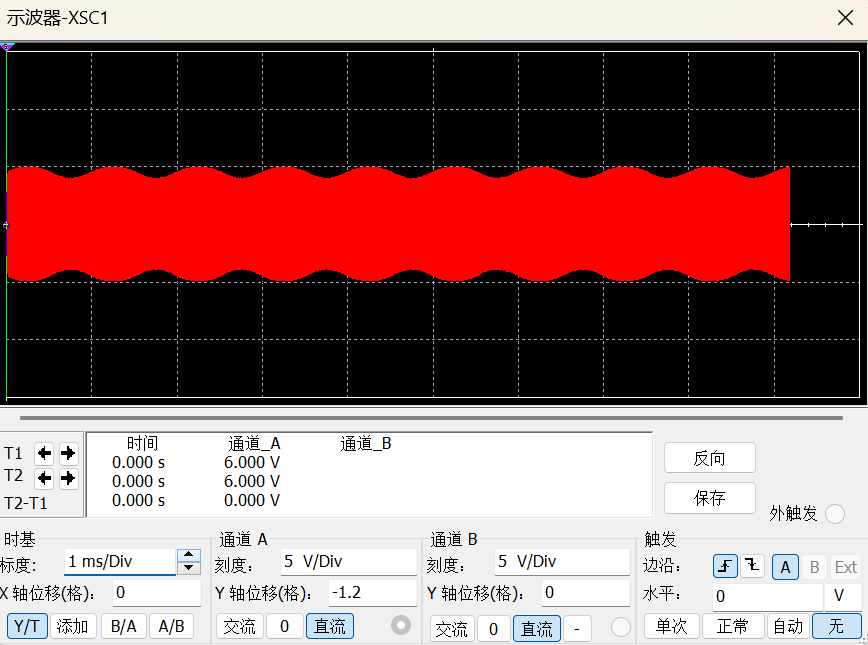 示波器-XSC1
时间 通道_A 通道_B
T1 0.000 s 6.000 V
T2 0.000 s 6.000 V
T2-T1 0.000 s 0.000 V
反向
保存
外触发
时基 通道 A 通道 B 触发
标度： 1 ms/Div 刻度： 5 V/Div 刻度： 5 V/Div 边沿： A B Ext
X 轴位移(格)： 0 Y 轴位移(格)： -1.2 Y 轴位移(格)： 0 水平： 0 V
Y/T 添加 B/A A/B 交流 0 直流 交流 0 直流 - 单次 正常 自动 无